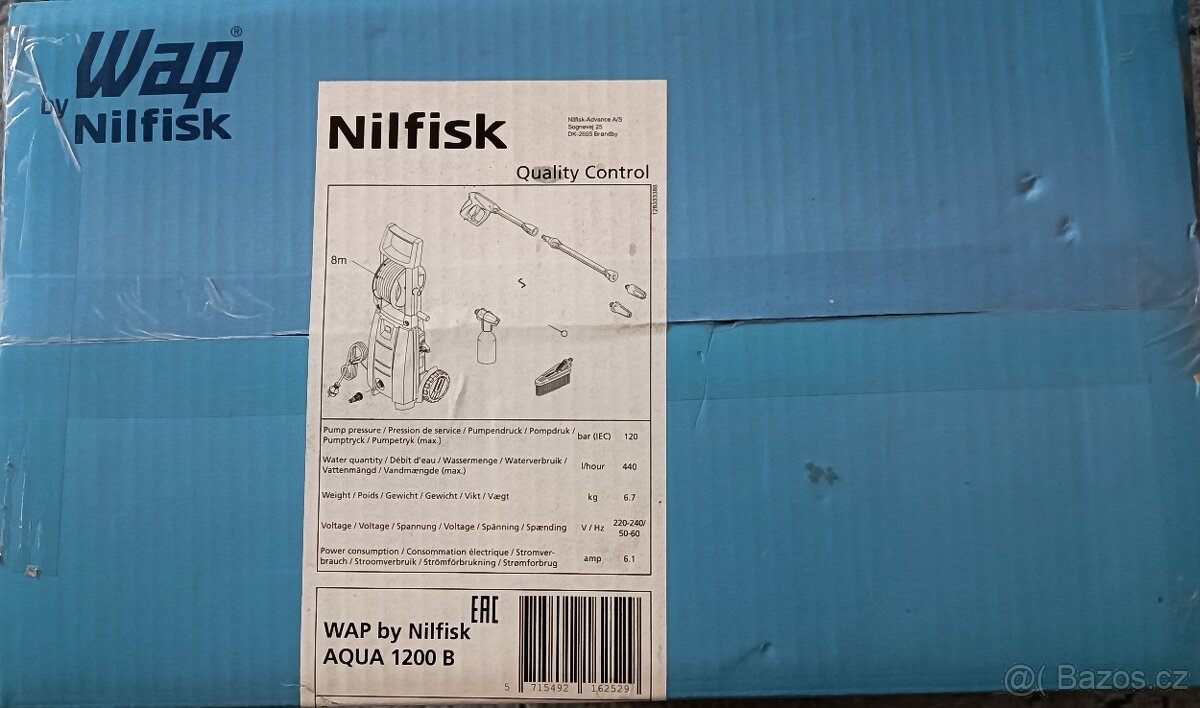 Wap®
by
Nilfisk
Nilfisk
Nilfisk-Advance A/S
Sognevej 25
DK-2605 Brøndby
Quality Control
8m
Pump pressure / Pression de service / Pumpendruck / Pompdruk /
Pumptryck / Pumpetryk (max.)
bar (IEC) 120
Water quantity / Débit d'eau / Wassermenge / Waterverbruik /
Vattenmängd / Vandmængde (max.)
l/hour 440
Weight / Poids / Gewicht / Gewicht / Vikt / Vægt kg 6.7
Voltage / Voltage / Spannung / Voltage / Spänning / Spænding V / Hz 220-240/
50-60
Power consumption / Consommation électrique / Stromver-
brauch / Stroomverbruik / Strömförbrukning / Strømforbrug
amp 6.1
EAC
WAP by Nilfisk
AQUA 1200 B
5 715492 162529
@( Bazos.cz